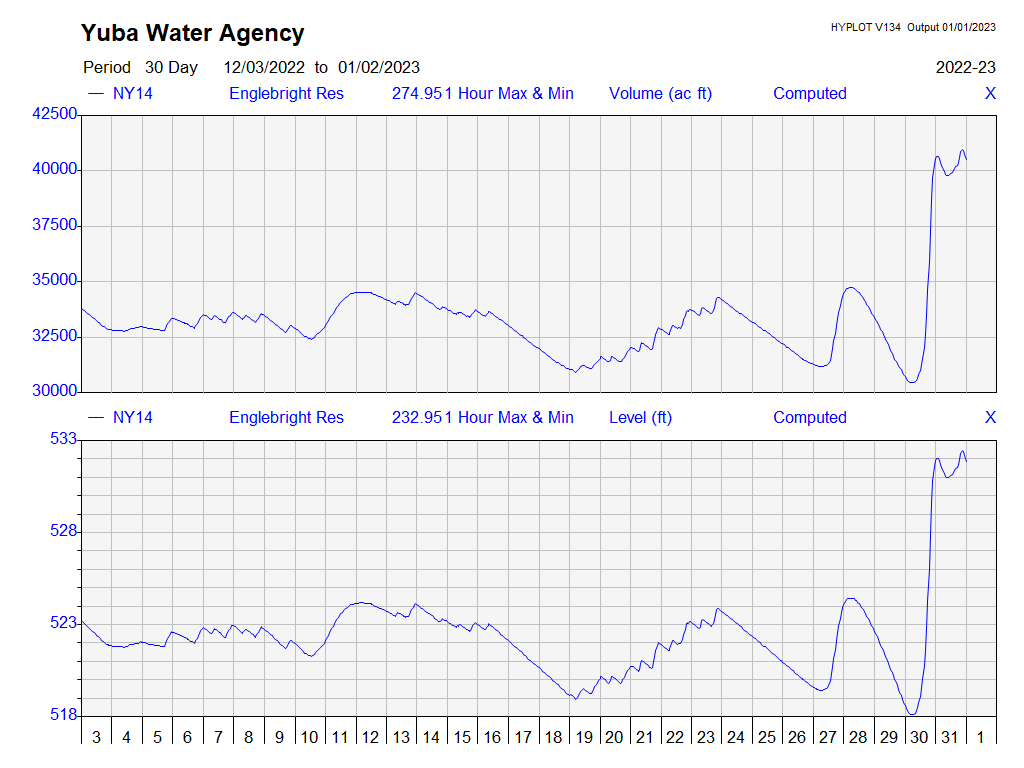 Yuba Water Agency
HYPLOT V134 Output 01/01/2023
Period 30 Day 12/03/2022 to 01/02/2023
2022-23
NY14 Englebright Res 274.951 Hour Max & Min Volume (ac ft) Computed X
42500
40000
37500
35000
32500
30000
NY14 Englebright Res 232.951 Hour Max & Min Level (ft) Computed X
533
528
523
518
3 4 5 6 7 8 9 10 11 12 13 14 15 16 17 18 19 20 21 22 23 24 25 26 27 28 29 30 31 1